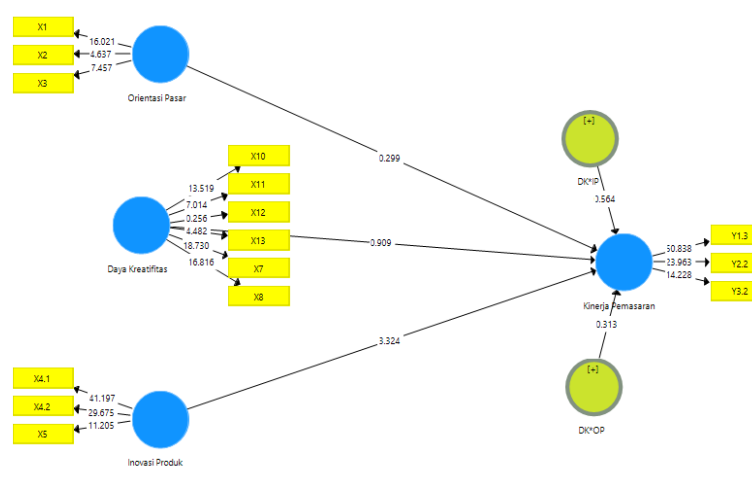 X1
16.021
X2
4.637
7.457
X3
Orientasi Pasar
X10
13.519
X11
7.014
X12
0.256
4.482
X13
18.730
X7
16.816
X8
Daya Kreatifitas
0.299
0.909
3.324
[+]
DK*IP
Y1.3
50.838
23.963
Y2.2
14.228
Y3.2
Kinerja Pemasaran
0.313
[+]
DK*OP
X4.1
41.197
X4.2
29.675
11.205
X5
Inovasi Produk